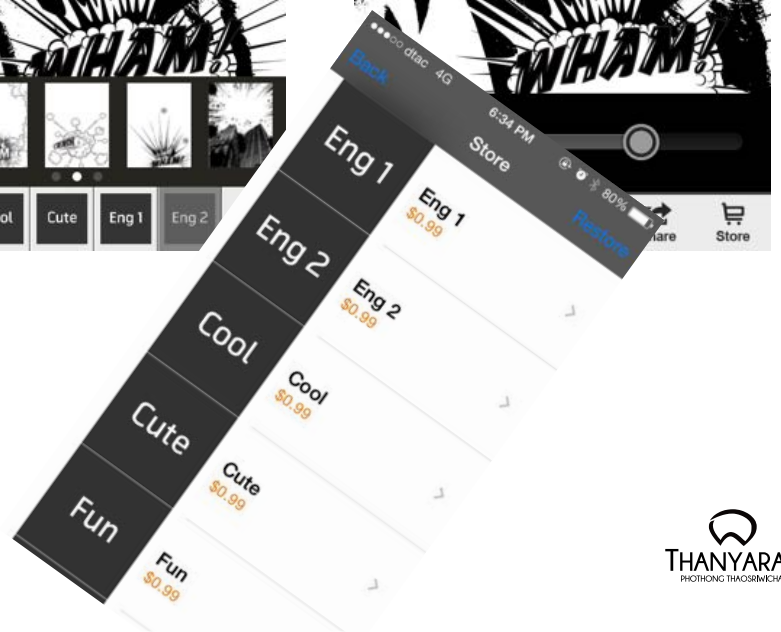 WHAM!
WHAM!
ol
Cute
Eng 1
Eng 2
dtac 4G
6:34 PM
80%
Back
Store
Restore
Eng 1
Eng 1
$0.99
Eng 2
Eng 2
$0.99
Cool
Cool
$0.99
Cute
Cute
$0.99
Fun
Fun
$0.99
hare
Store
THANYARA
PHOTHONG THAOSRIWICHA